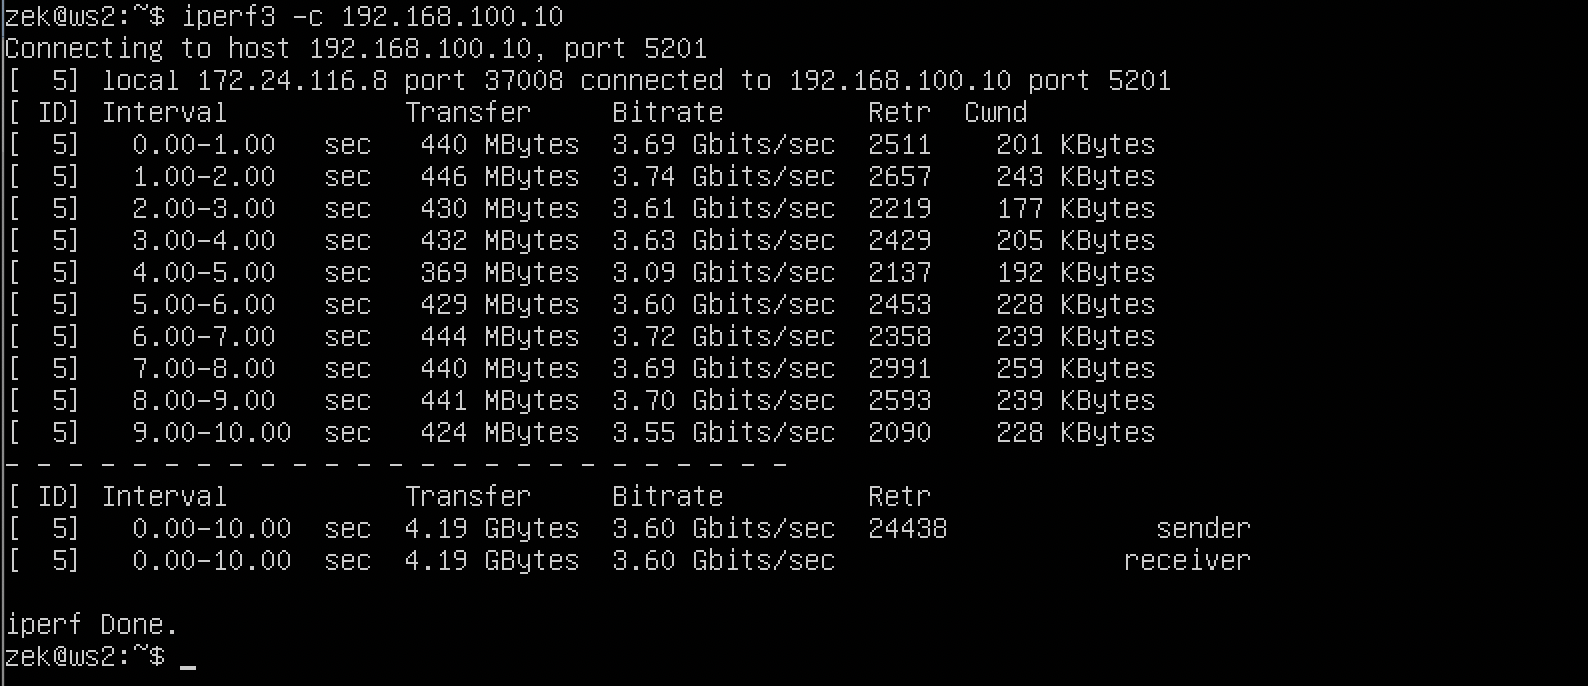 zek@ws2:~$ iperf3 -c 192.168.100.10
Connecting to host 192.168.100.10, port 5201
[  5] local 172.24.116.8 port 37008 connected to 192.168.100.10 port 5201
[ ID] Interval           Transfer     Bitrate         Retr  Cwnd
[  5]   0.00-1.00   sec   440 MBytes  3.69 Gbits/sec  2511    201 KBytes
[  5]   1.00-2.00   sec   446 MBytes  3.74 Gbits/sec  2657    243 KBytes
[  5]   2.00-3.00   sec   430 MBytes  3.61 Gbits/sec  2219    177 KBytes
[  5]   3.00-4.00   sec   432 MBytes  3.63 Gbits/sec  2429    205 KBytes
[  5]   4.00-5.00   sec   369 MBytes  3.09 Gbits/sec  2137    192 KBytes
[  5]   5.00-6.00   sec   429 MBytes  3.60 Gbits/sec  2453    228 KBytes
[  5]   6.00-7.00   sec   444 MBytes  3.72 Gbits/sec  2358    239 KBytes
[  5]   7.00-8.00   sec   440 MBytes  3.69 Gbits/sec  2991    259 KBytes
[  5]   8.00-9.00   sec   441 MBytes  3.70 Gbits/sec  2593    239 KBytes
[  5]   9.00-10.00  sec   424 MBytes  3.55 Gbits/sec  2090    228 KBytes
- - - - - - - - - - - - - - - - - - - - - - - - -
[ ID] Interval           Transfer     Bitrate         Retr
[  5]   0.00-10.00  sec  4.19 GBytes  3.60 Gbits/sec  24438             sender
[  5]   0.00-10.00  sec  4.19 GBytes  3.60 Gbits/sec                  receiver
iperf Done.
zek@ws2:~$ _